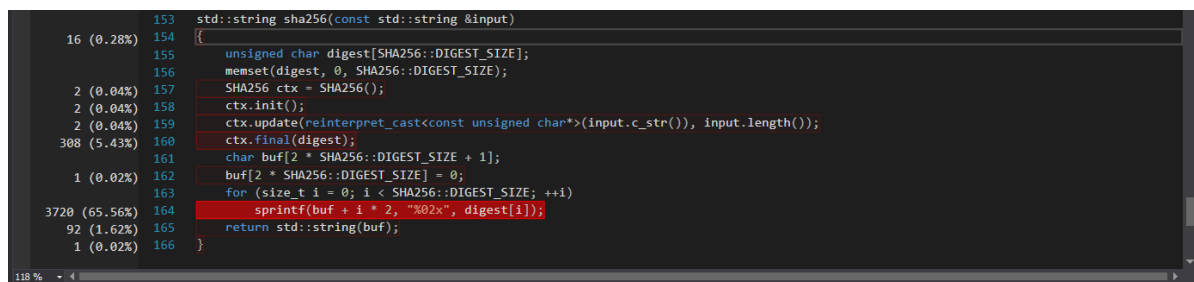 153 std::string sha256(const std::string &input)
16 (0.28%) 154 {
155 unsigned char digest[SHA256::DIGEST_SIZE];
156 memset(digest, 0, SHA256::DIGEST_SIZE);
2 (0.04%) 157 SHA256 ctx = SHA256();
2 (0.04%) 158 ctx.init();
2 (0.04%) 159 ctx.update(reinterpret_cast<const unsigned char*>(input.c_str()), input.length());
308 (5.43%) 160 ctx.final(digest);
161 char buf[2 * SHA256::DIGEST_SIZE + 1];
1 (0.02%) 162 buf[2 * SHA256::DIGEST_SIZE] = 0;
163 for (size_t i = 0; i < SHA256::DIGEST_SIZE; ++i)
3720 (65.56%) 164 sprintf(buf + i * 2, "%02x", digest[i]);
92 (1.62%) 165 return std::string(buf);
1 (0.02%) 166 }
118 %